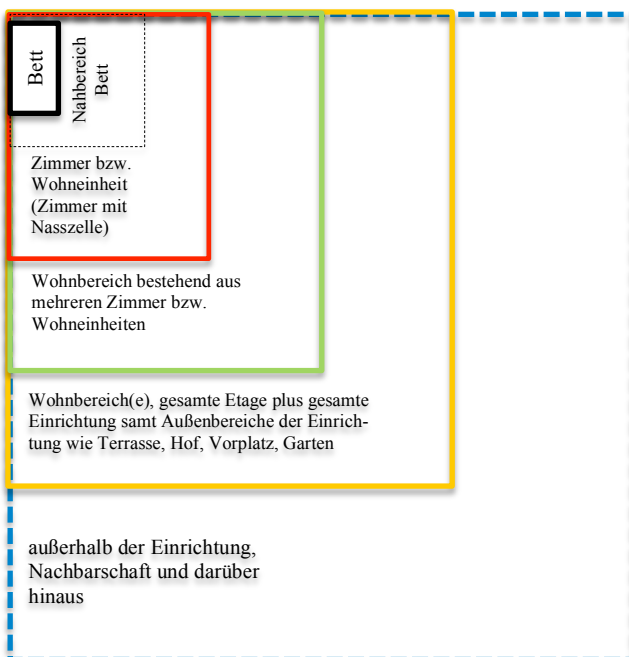 Bett
Nahbereich
Bett
Zimmer bzw.
Wohneinheit
(Zimmer mit
Nasszelle)
Wohnbereich bestehend aus
mehreren Zimmer bzw.
Wohneinheiten
Wohnbereich(e), gesamte Etage plus gesamte
Einrichtung samt Außenbereiche der Einrich-
tung wie Terrasse, Hof, Vorplatz, Garten
außerhalb der Einrichtung,
Nachbarschaft und darüber
hinaus